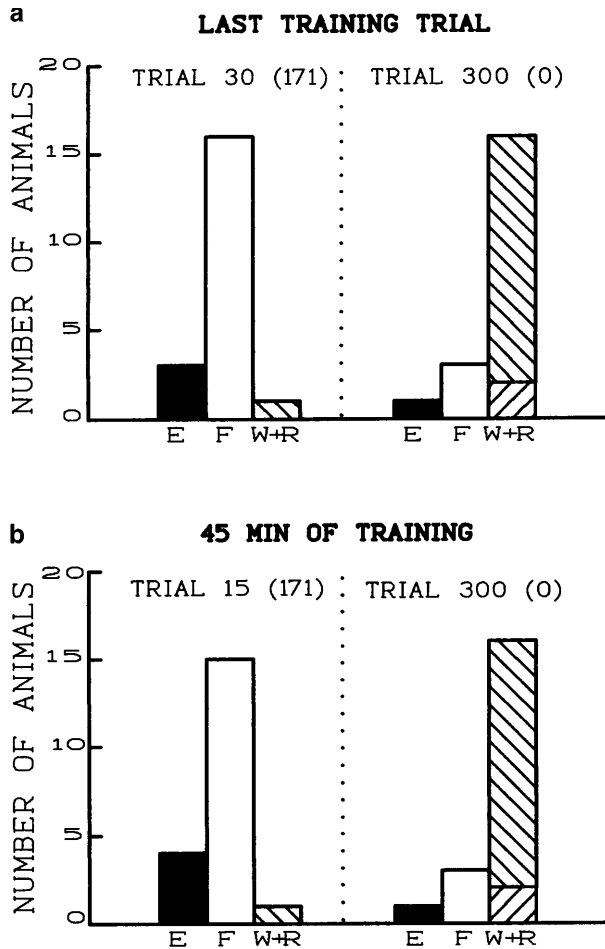 a
LAST TRAINING TRIAL
NUMBER OF ANIMALS
20
15
10
5
0
TRIAL 30 (171)
TRIAL 300 (0)
E F W+R
E F W+R
b
45 MIN OF TRAINING
NUMBER OF ANIMALS
20
15
10
5
0
TRIAL 15 (171)
TRIAL 300 (0)
E F W+R
E F W+R